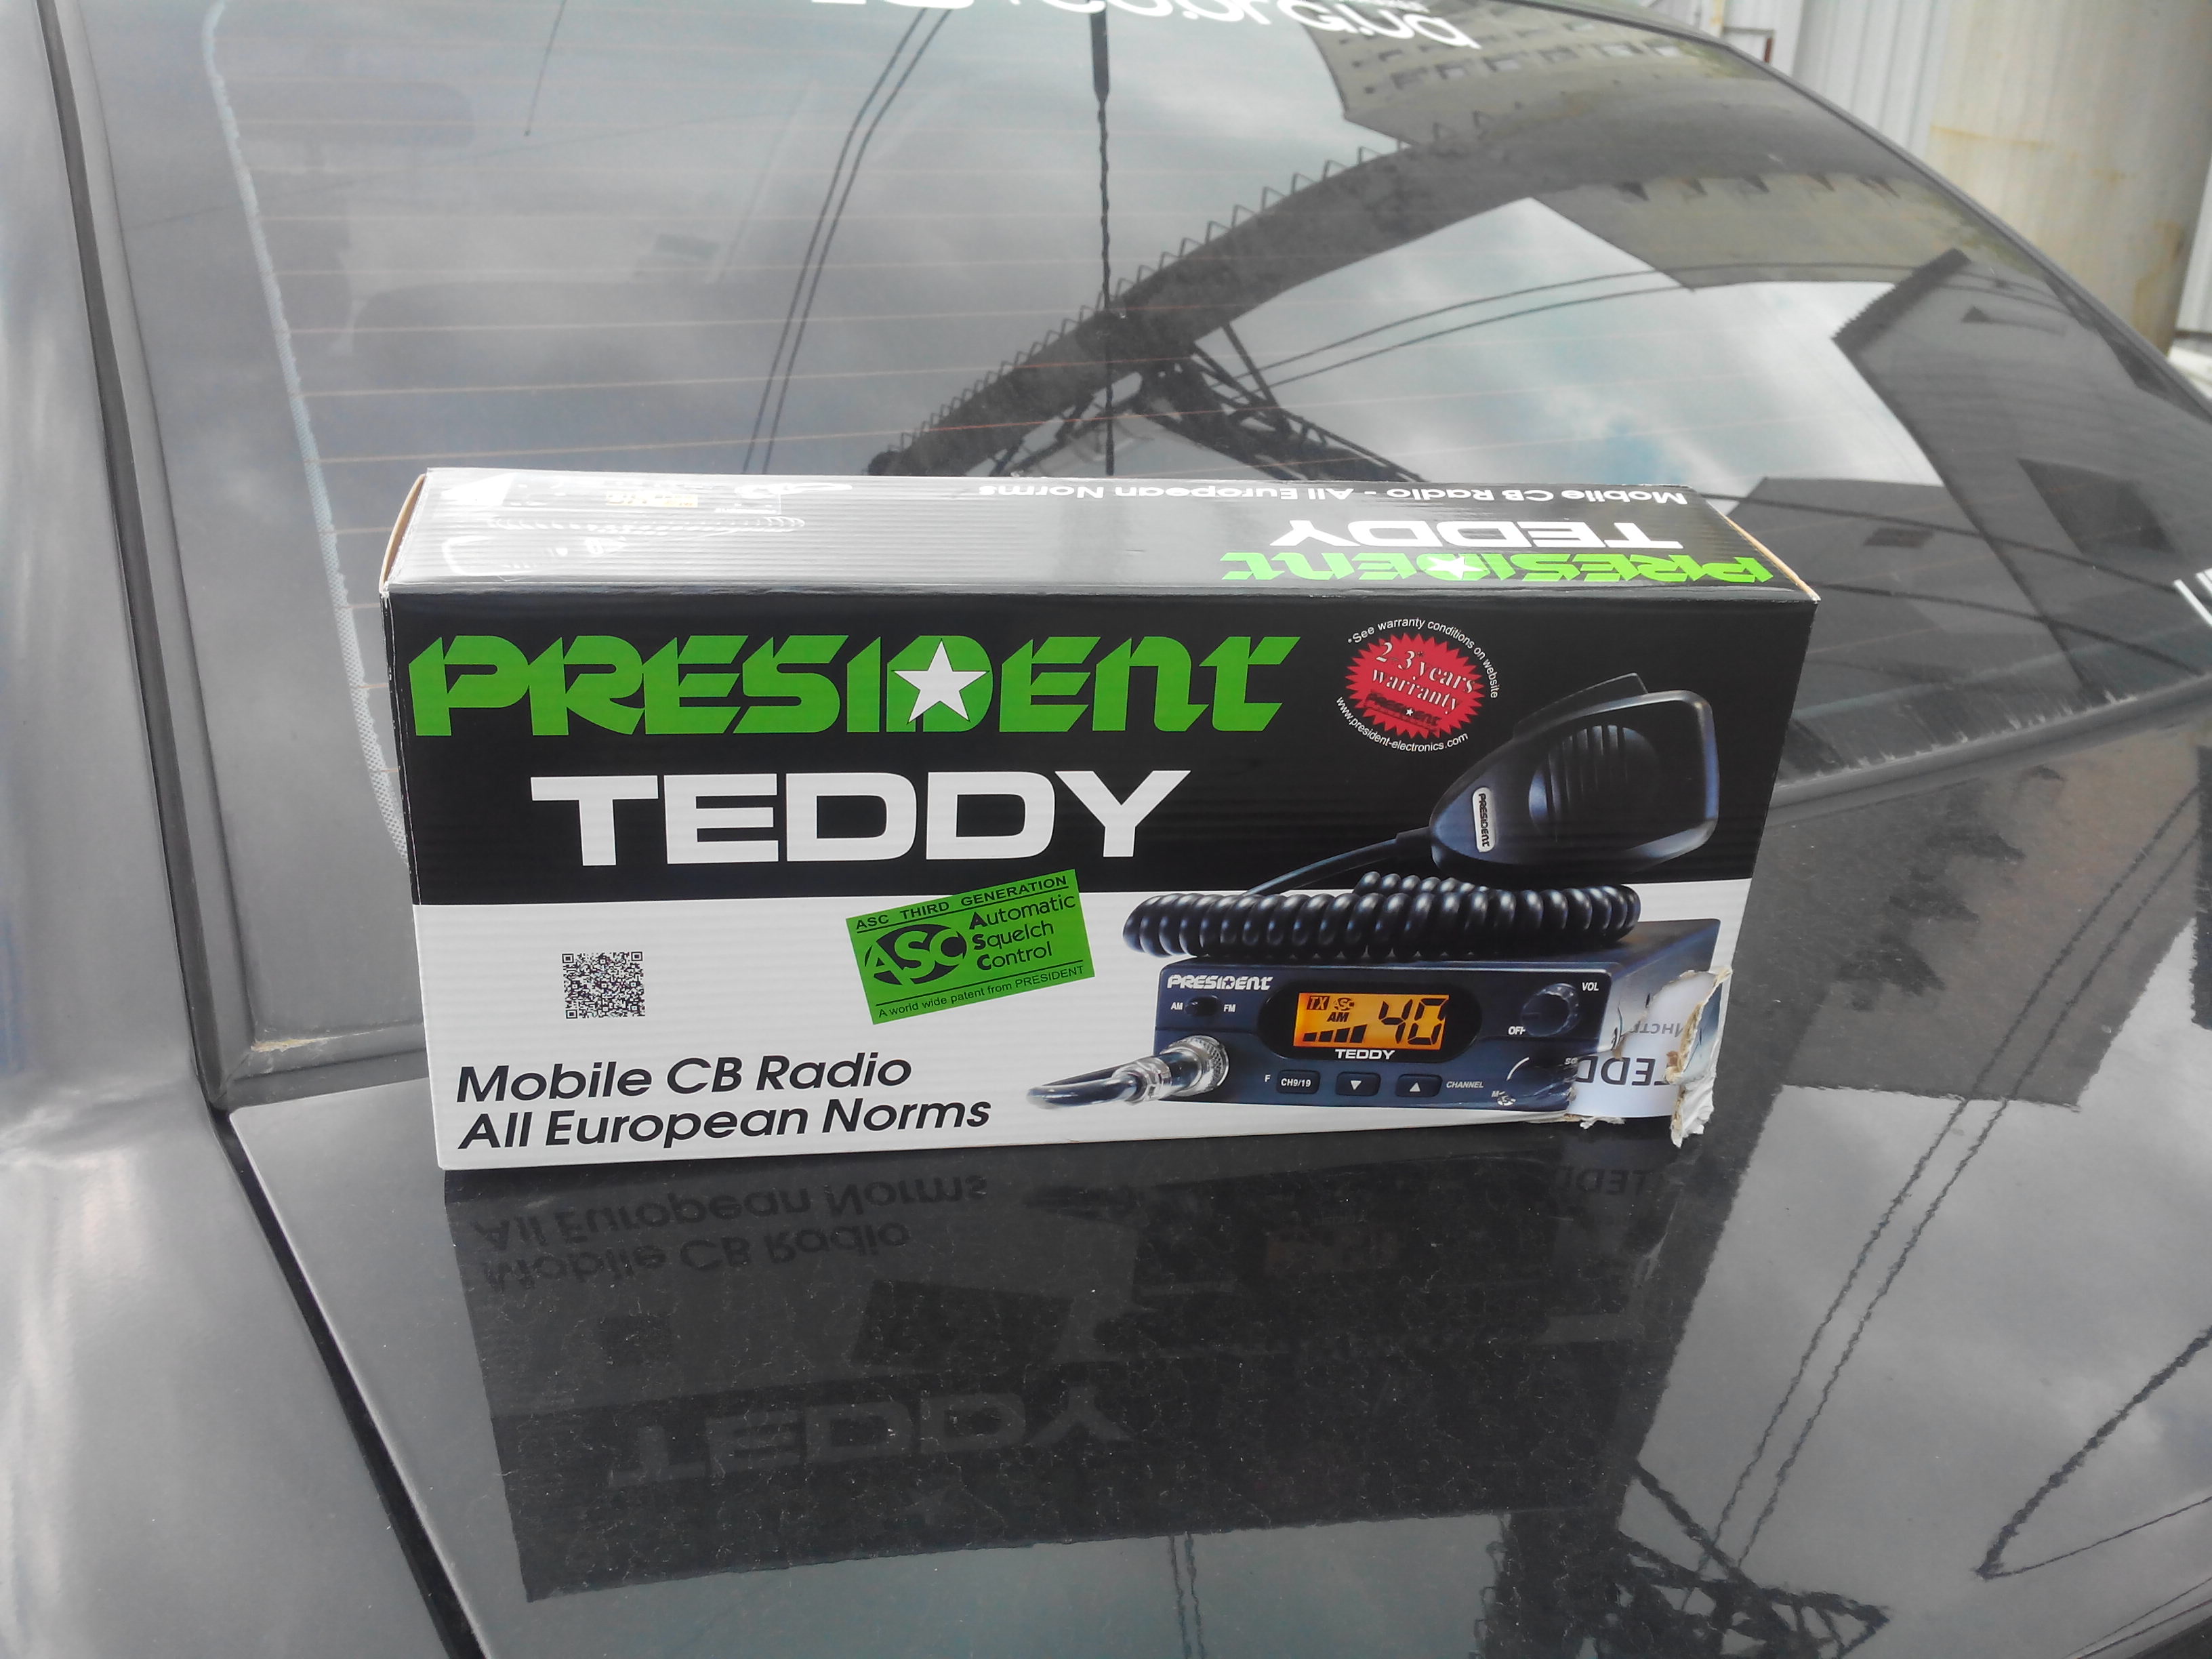 Mobile CB Radio - All European Norms
TEDDY
PRESIDENT
PRESIDENT
TEDDY
*See warranty conditions on website
2-3*years
warranty
PRESIDENT
www.president-electronics.com
PRESIDENT
ASC THIRD GENERATION
ASC
Automatic
Squelch
Control
A world wide patent from PRESIDENT
Mobile CB Radio
All European Norms
PRESIDENT
AM
FM
TX ASC
AM
40
TEDDY
VOL
OFF
F
CH9/19
CHANNEL